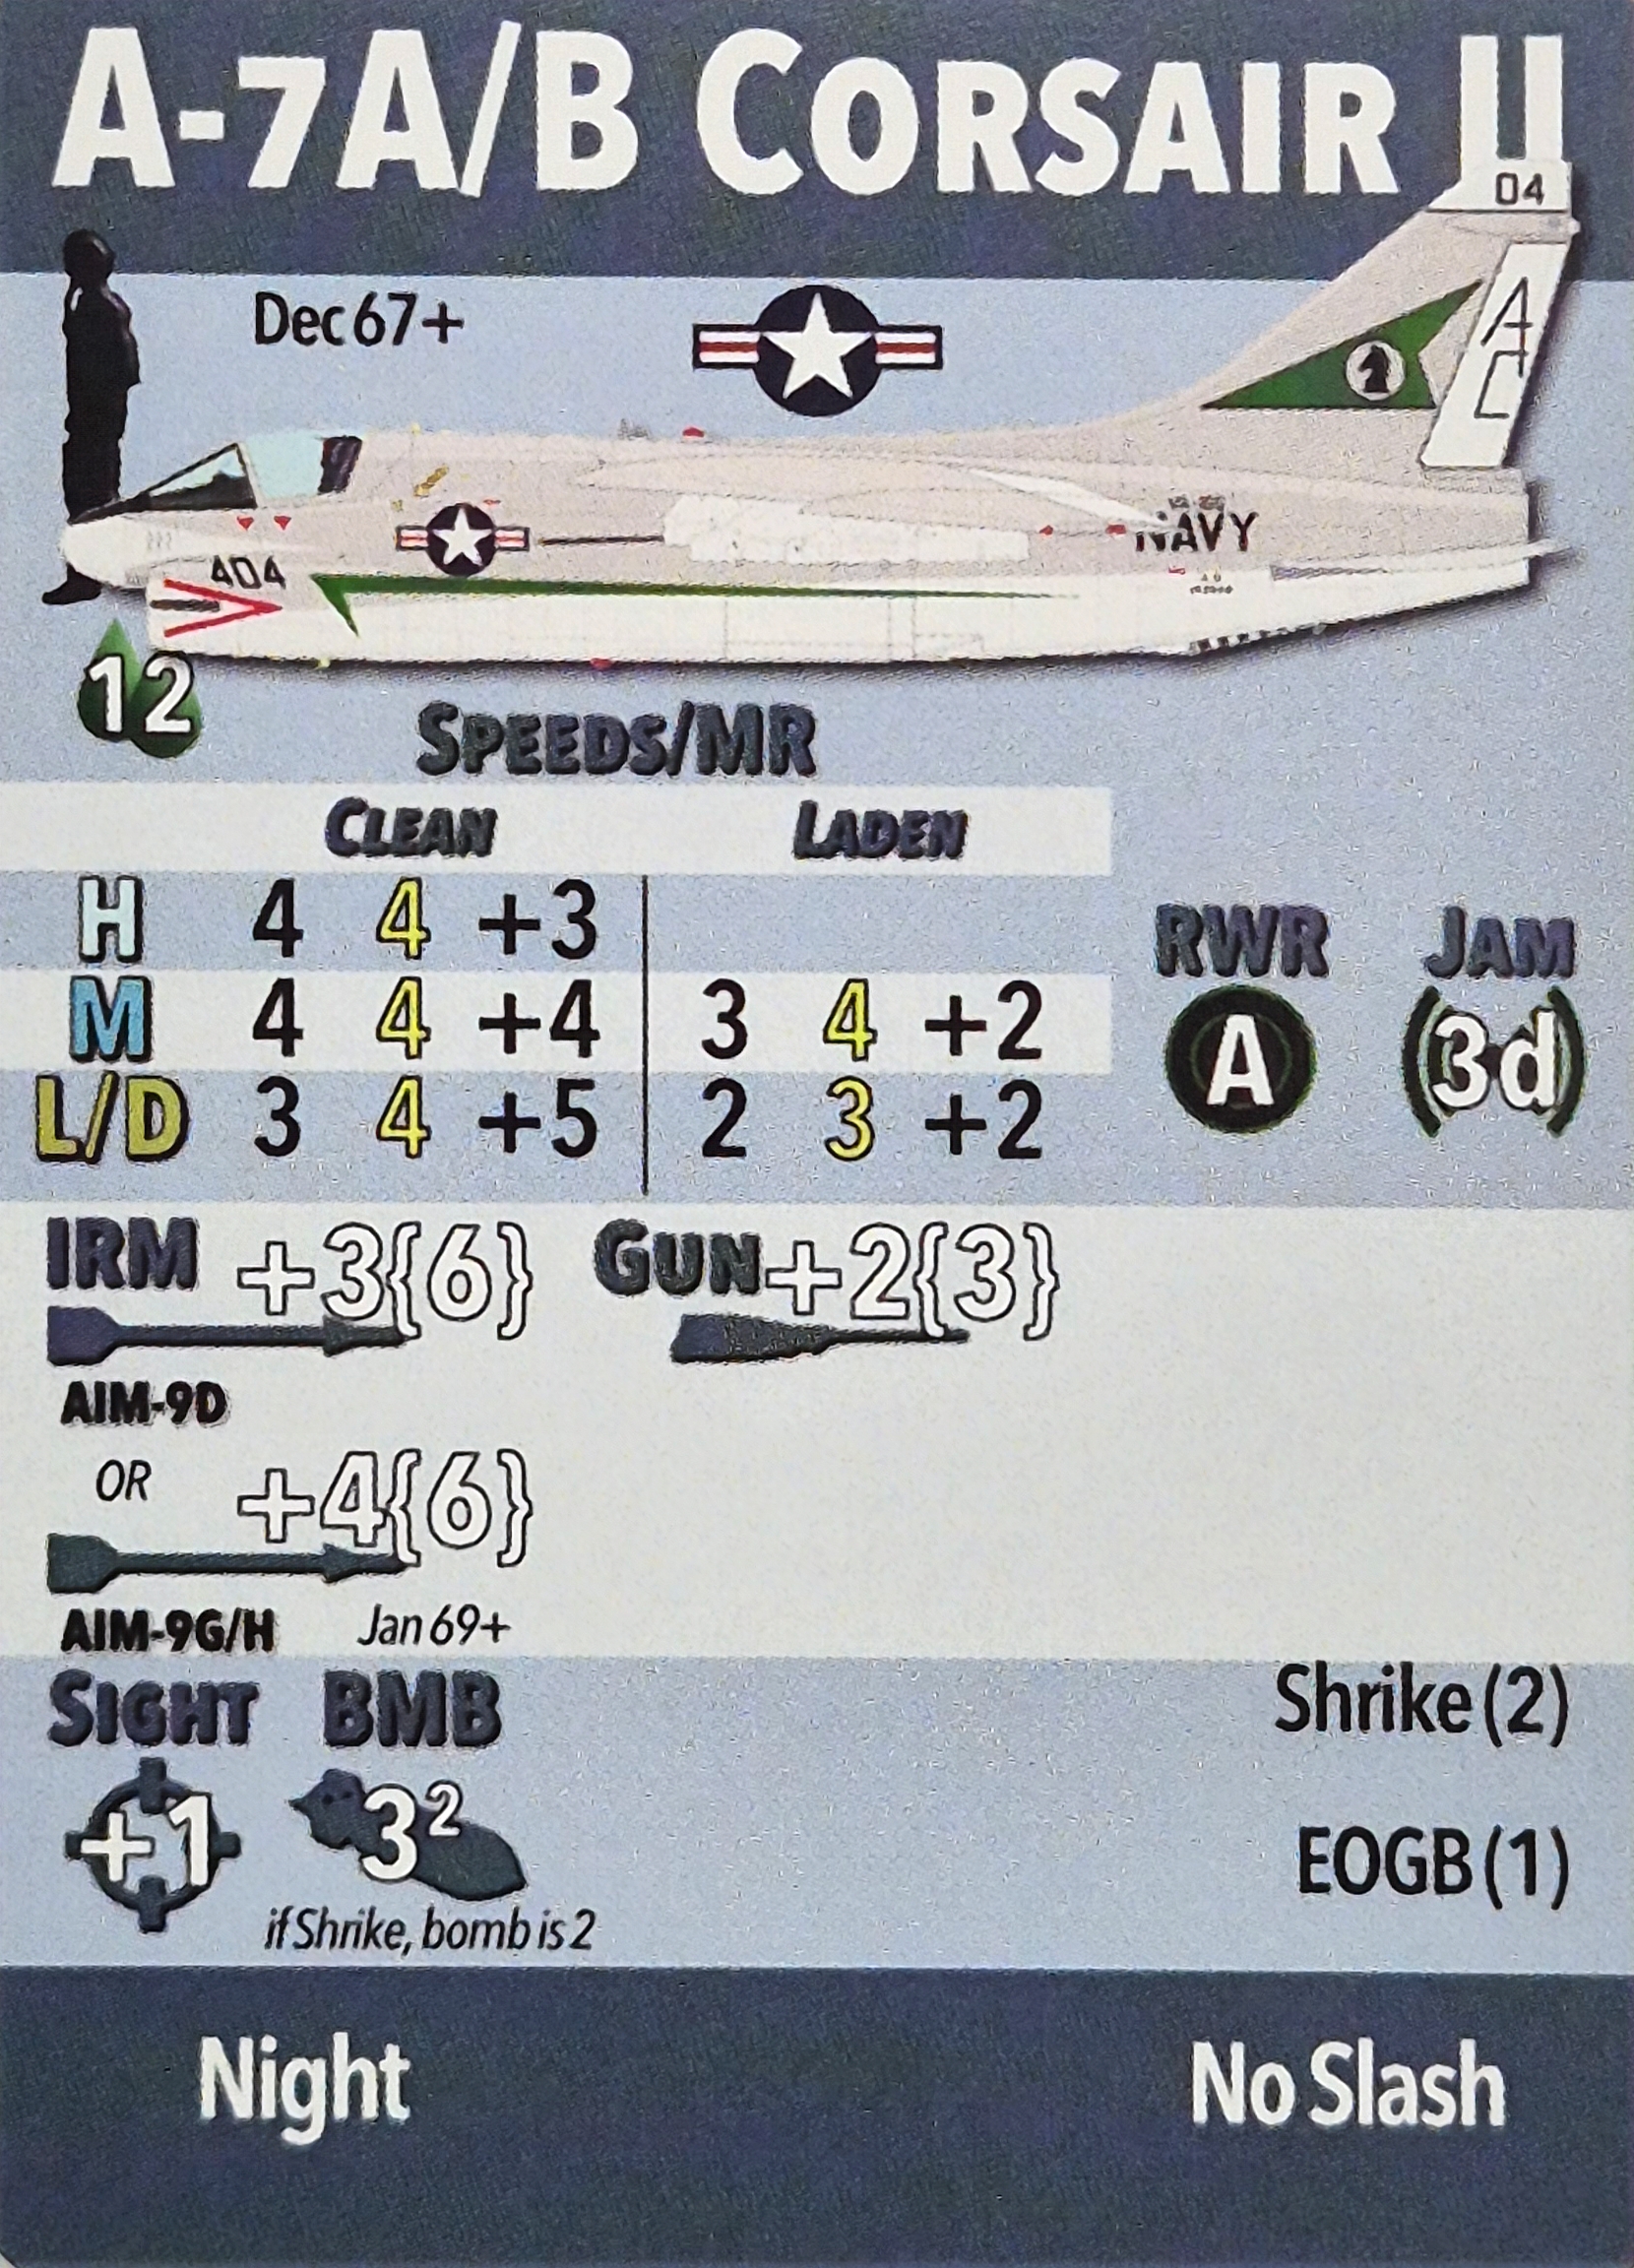 A-7A/B CORSAIR II
04
Dec 67+
A
C
NAVY
404
12
SPEEDS/MR
CLEAN LADEN
H 4 4 +3
M 4 4 +4 3 4 +2
L/D 3 4 +5 2 3 +2
RWR JAM
A (3d)
IRM +3{6} GUN +2{3}
AIM-9D
OR +4{6}
AIM-9G/H Jan 69+
SIGHT BMB
+1 3²
if Shrike, bomb is 2
Shrike (2)
EOGB (1)
Night No Slash